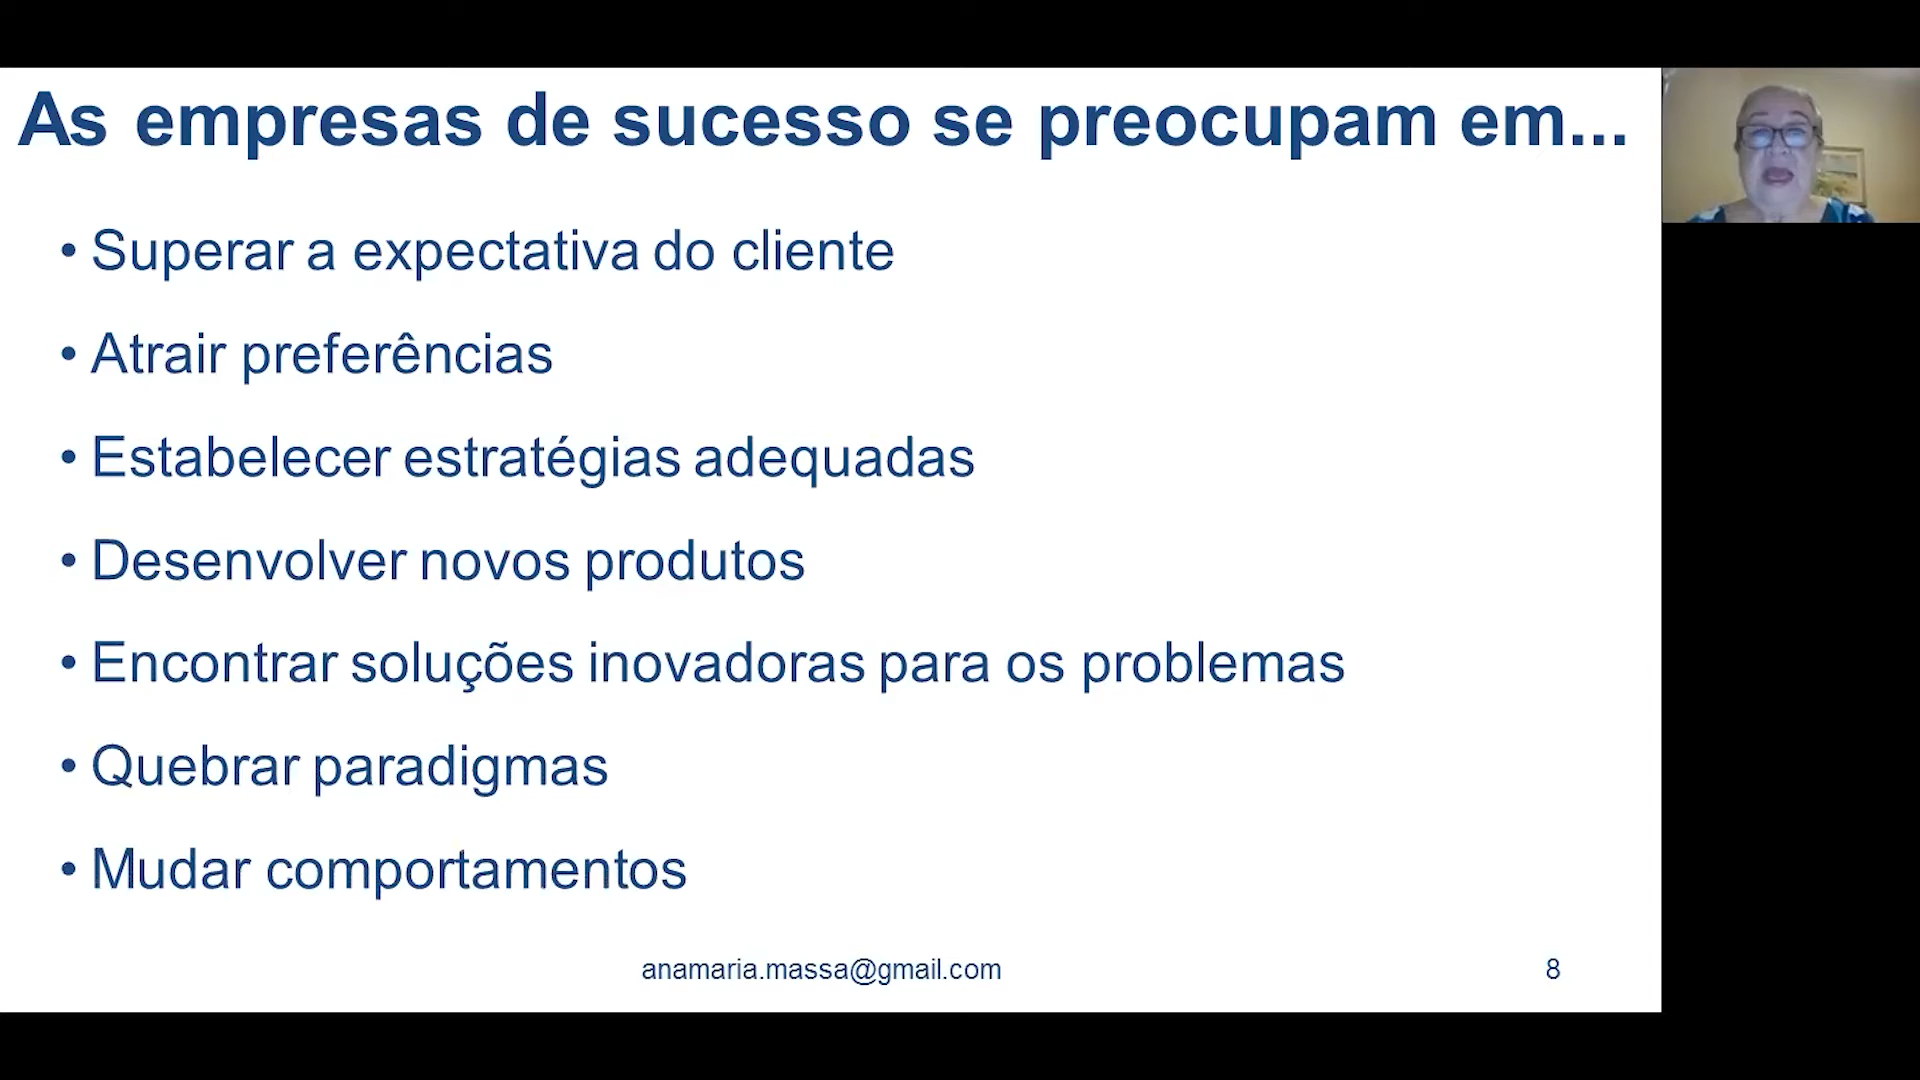 As empresas de sucesso se preocupam em...
• Superar a expectativa do cliente
• Atrair preferências
• Estabelecer estratégias adequadas
• Desenvolver novos produtos
• Encontrar soluções inovadoras para os problemas
• Quebrar paradigmas
• Mudar comportamentos
anamaria.massa@gmail.com
8